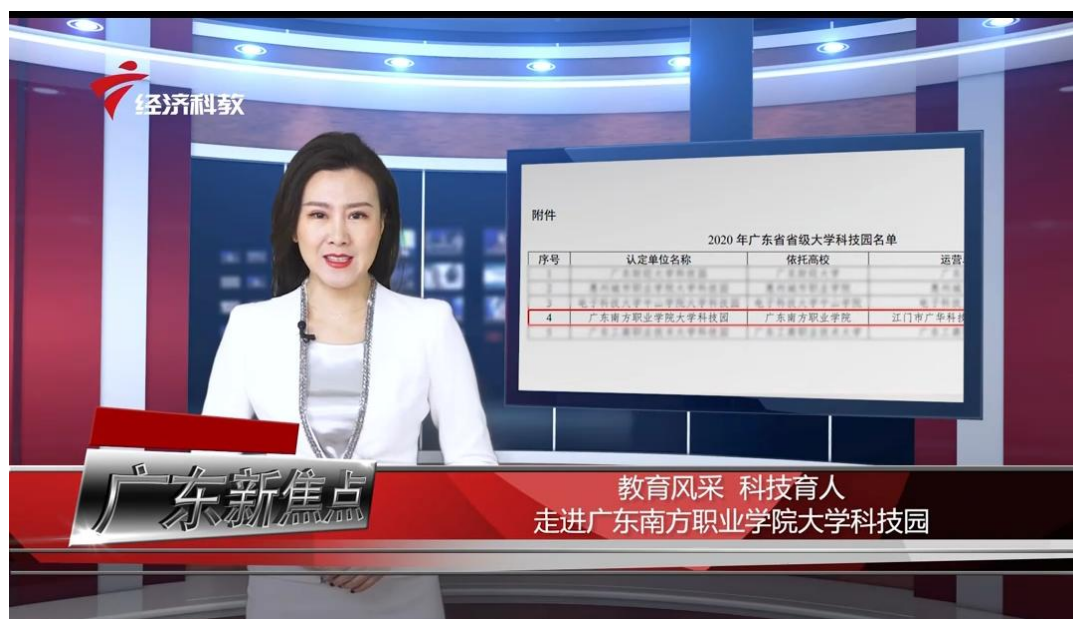 经济科教
附件
2020 年广东省省级大学科技园名单
序号 认定单位名称 依托高校 运营
4 广东南方职业学院大学科技园 广东南方职业学院 江门市广华科技
广东新焦点
教育风采 科技育人
走进广东南方职业学院大学科技园